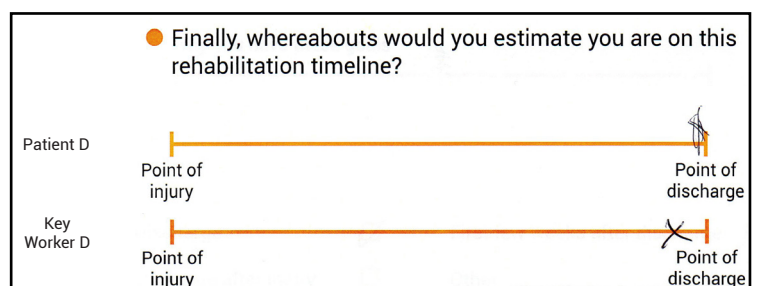 Finally, whereabouts would you estimate you are on this
rehabilitation timeline?
Patient D
Point of
injury
Point of
discharge
Key
Worker D
Point of
injury
Point of
discharge